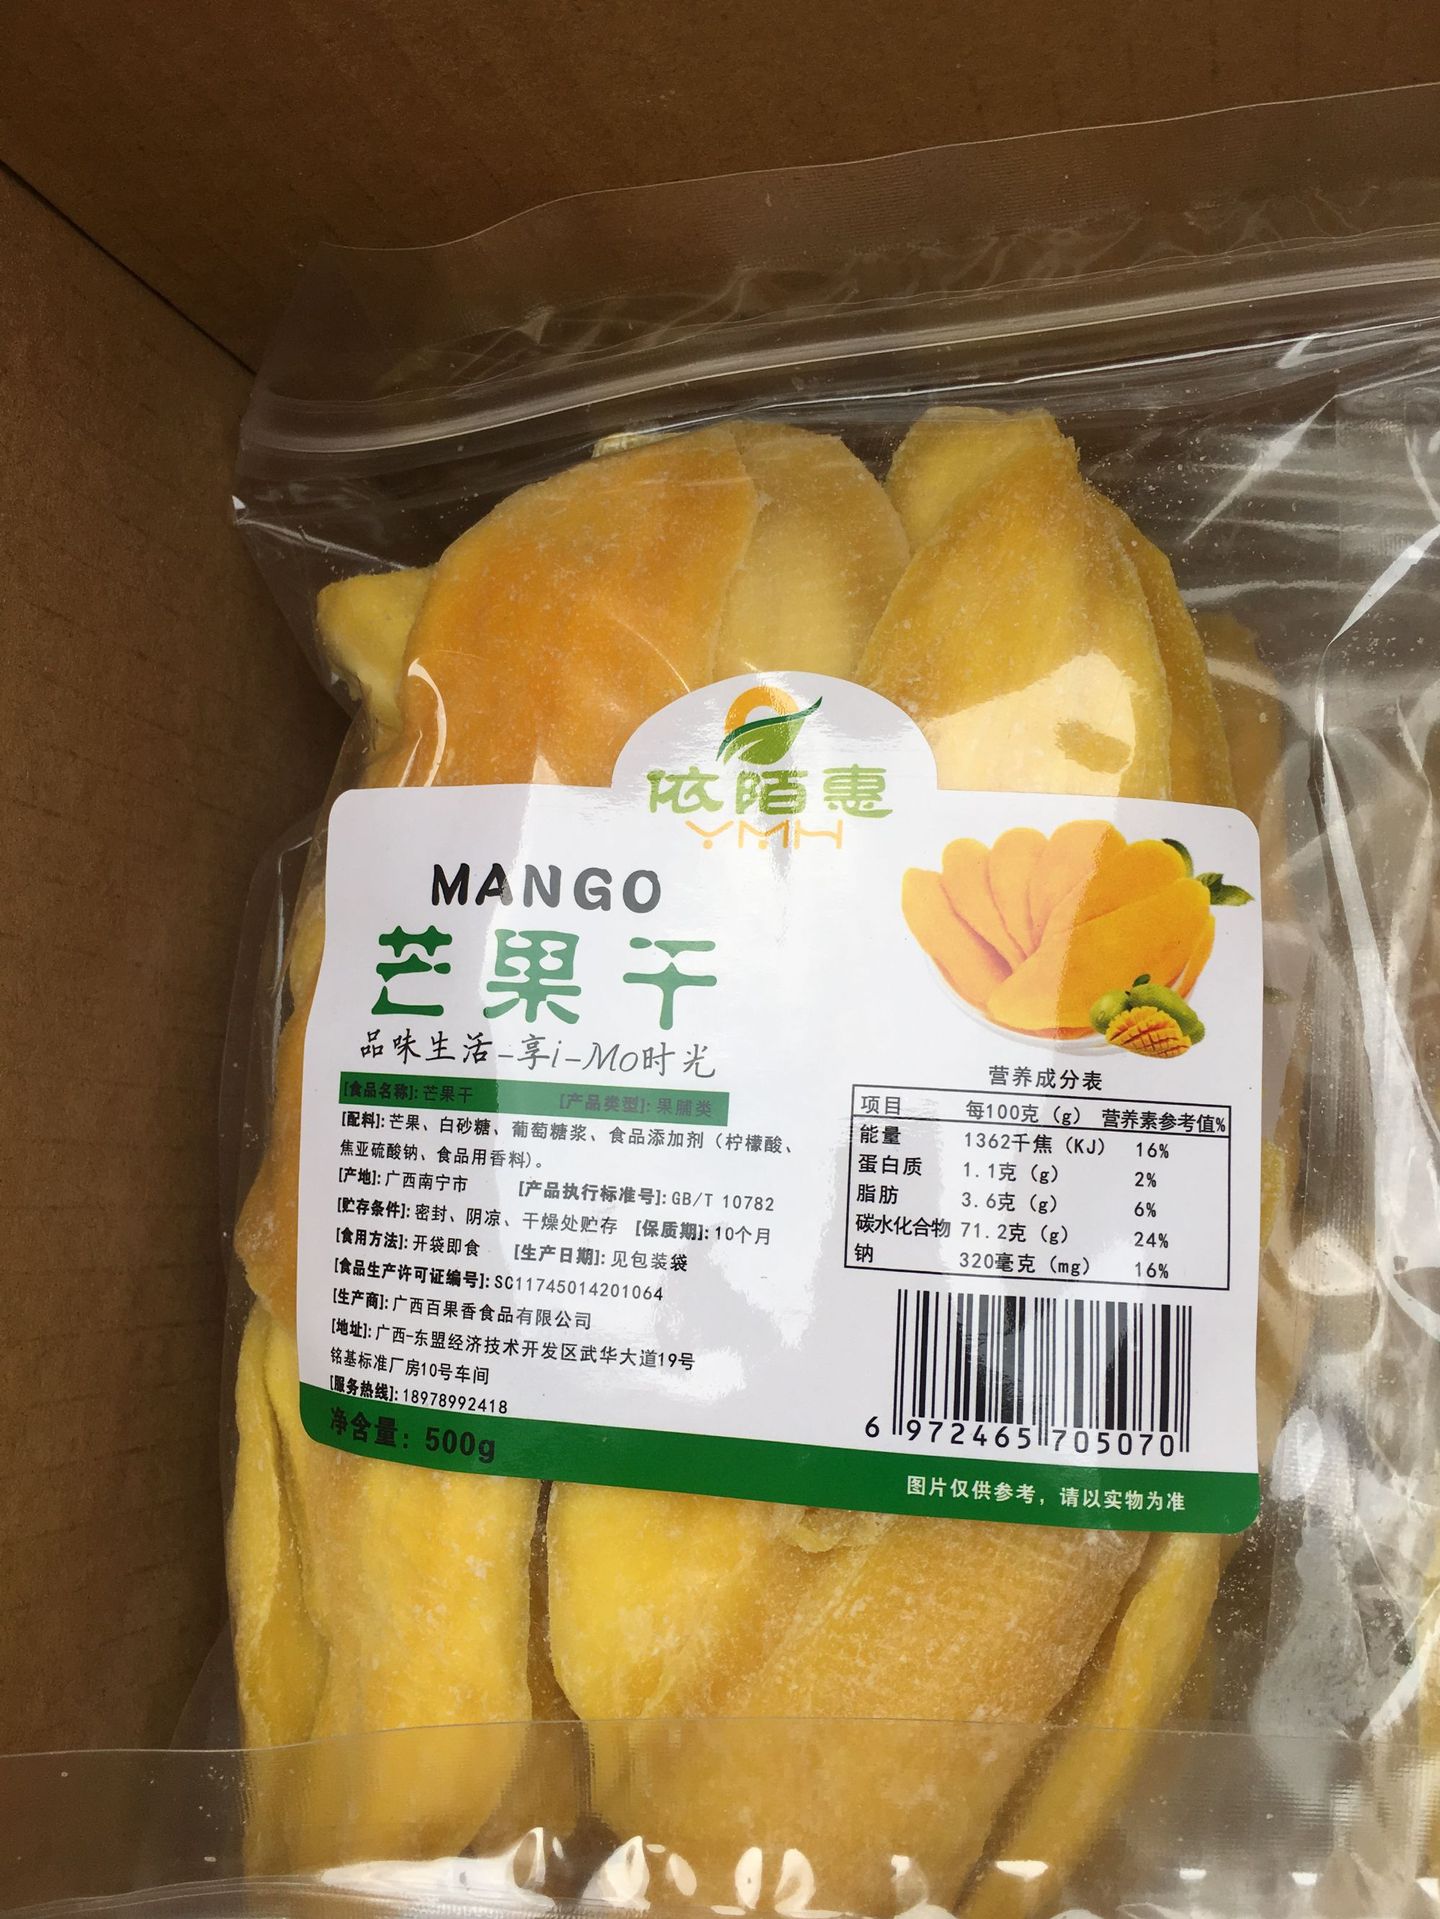 依陌惠
YMH
MANGO
芒果干
品味生活-享i-Mo时光
[食品名称]:芒果干 [产品类型]:果脯类
[配料]:芒果、白砂糖、葡萄糖浆、食品添加剂（柠檬酸、
焦亚硫酸钠、食品用香料）。
[产地]:广西南宁市 [产品执行标准号]:GB/T 10782
[贮存条件]:密封、阴凉、干燥处贮存 [保质期]:10个月
[食用方法]:开袋即食 [生产日期]:见包装袋
[食品生产许可证编号]:SC11745014201064
[生产商]:广西百果香食品有限公司
[地址]:广西-东盟经济技术开发区武华大道19号
铭基标准厂房10号车间
[服务热线]:18978992418
净含量：500g
营养成分表
项目 每100克（g） 营养素参考值%
能量 1362千焦（KJ） 16%
蛋白质 1.1克（g） 2%
脂肪 3.6克（g） 6%
碳水化合物 71.2克（g） 24%
钠 320毫克（mg） 16%
6 972465 705070
图片仅供参考，请以实物为准